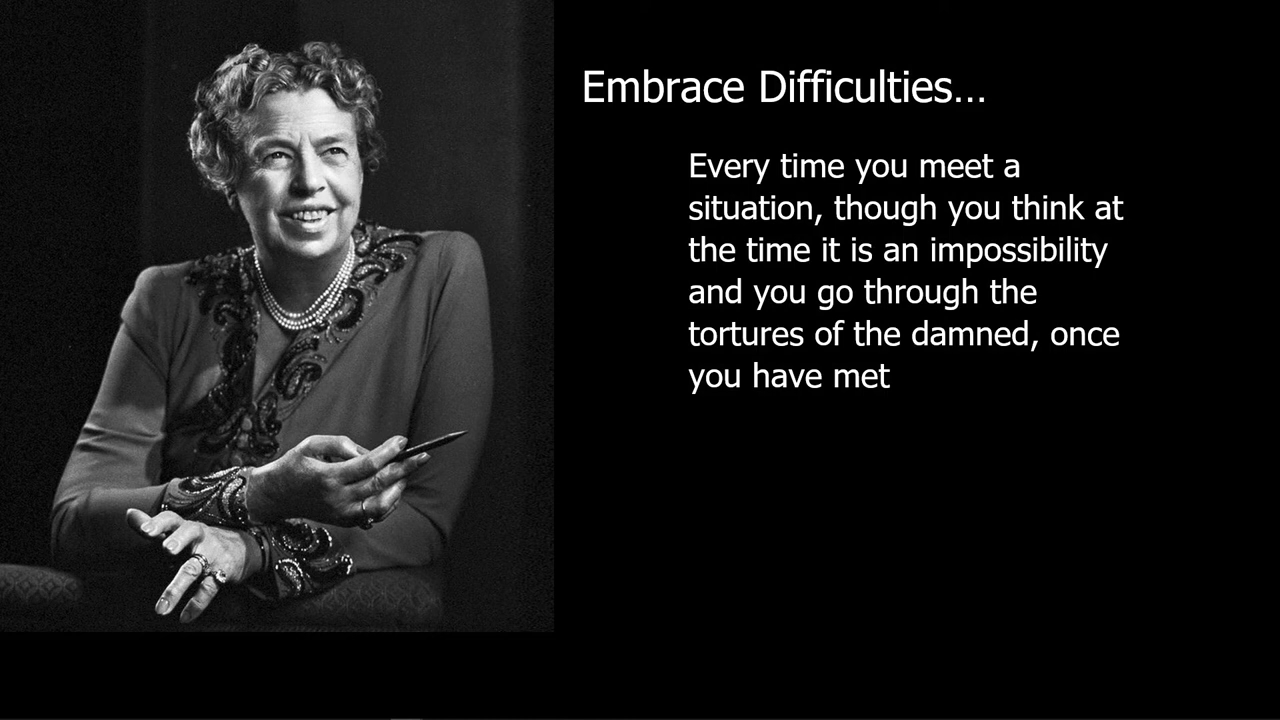 Embrace Difficulties...
Every time you meet a
situation, though you think at
the time it is an impossibility
and you go through the
tortures of the damned, once
you have met